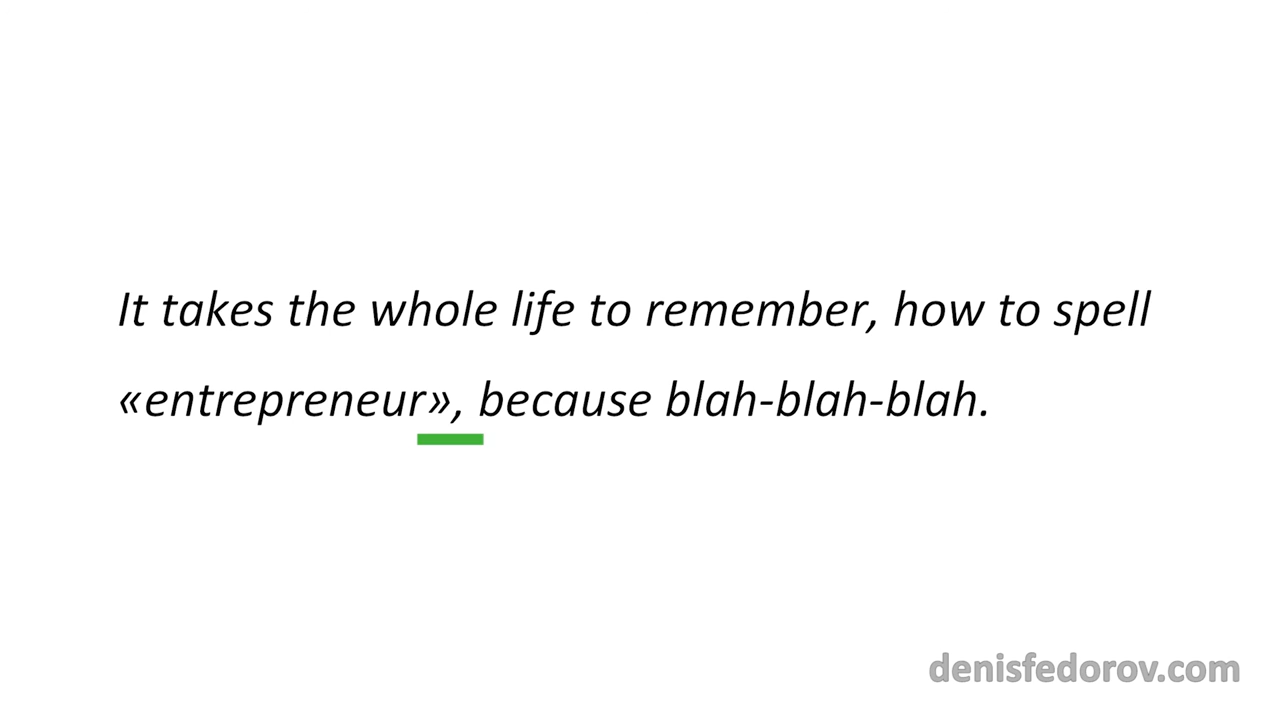 It takes the whole life to remember, how to spell
«entrepreneur», because blah-blah-blah.
denisfedorov.com